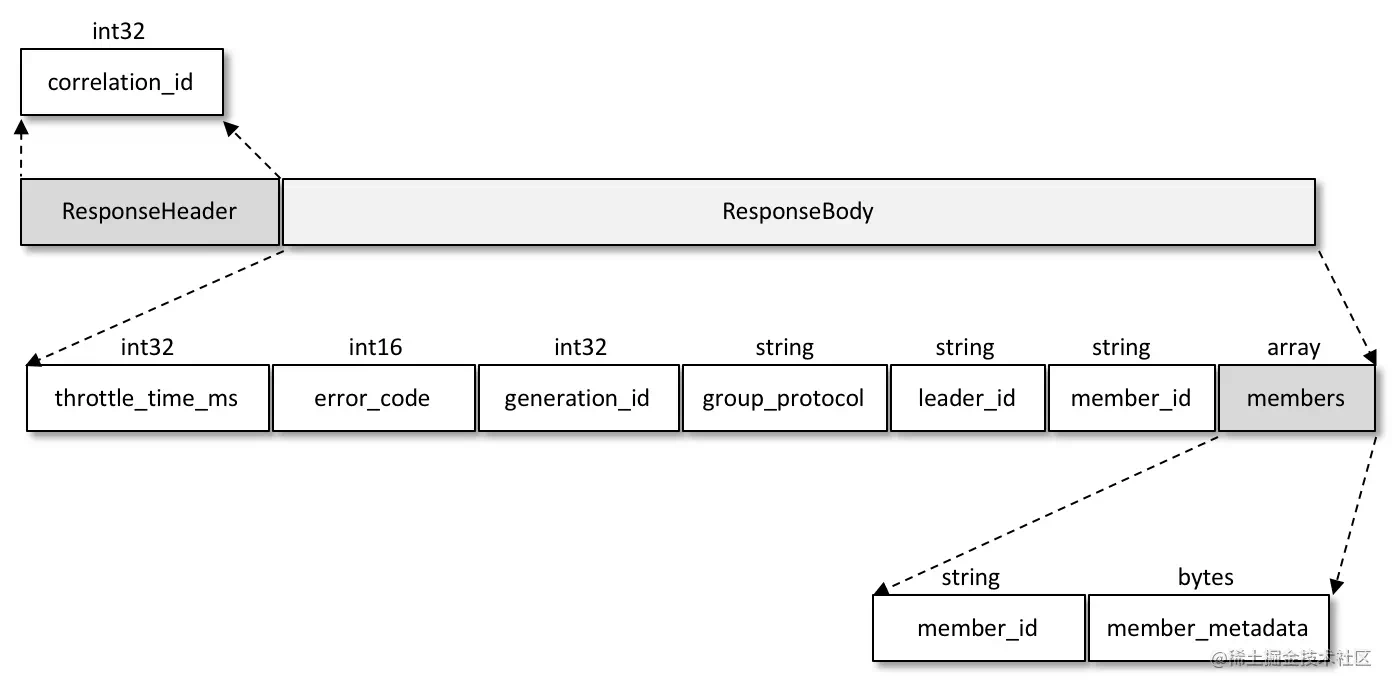 int32
correlation_id
ResponseHeader ResponseBody
int32 int16 int32 string string string array
throttle_time_ms error_code generation_id group_protocol leader_id member_id members
string bytes
member_id member_metadata
@稀土掘金技术社区